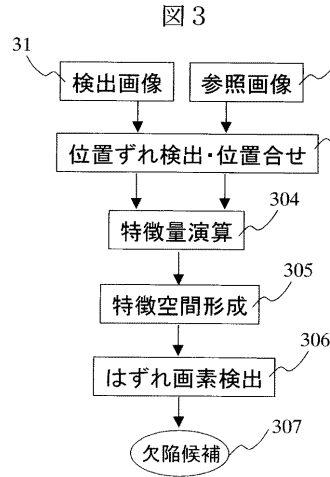 図3
31
検出画像
参照画像
位置ずれ検出・位置合せ
304
特徴量演算
305
特徴空間形成
306
はずれ画素検出
307
欠陥候補